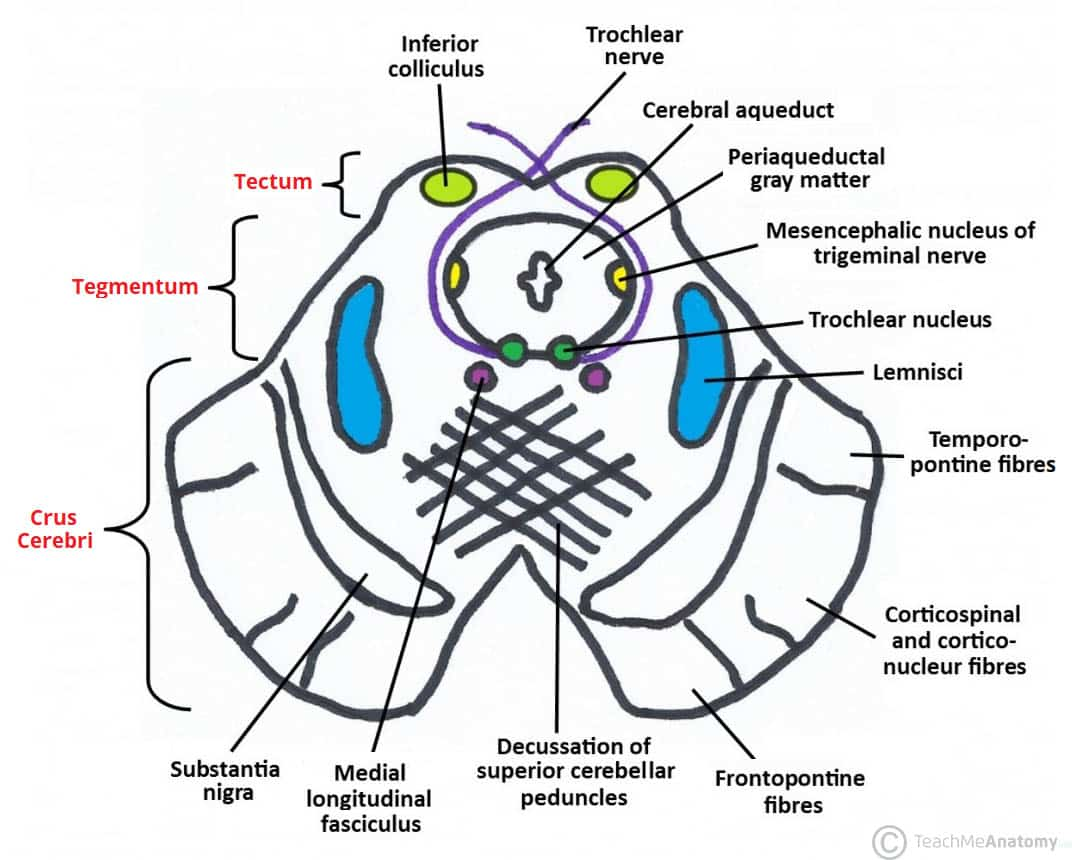 Inferior
colliculus
Trochlear
nerve
Cerebral aqueduct
Periaqueductal
gray matter
Tectum
Mesencephalic nucleus of
trigeminal nerve
Tegmentum
Trochlear nucleus
Lemnisci
Temporo-
pontine fibres
Crus
Cerebri
Corticospinal
and cortico-
nucleur fibres
Substantia
nigra
Medial
longitudinal
fasciculus
Decussation of
superior cerebellar
peduncles
Frontopontine
fibres
© TeachMeAnatomy